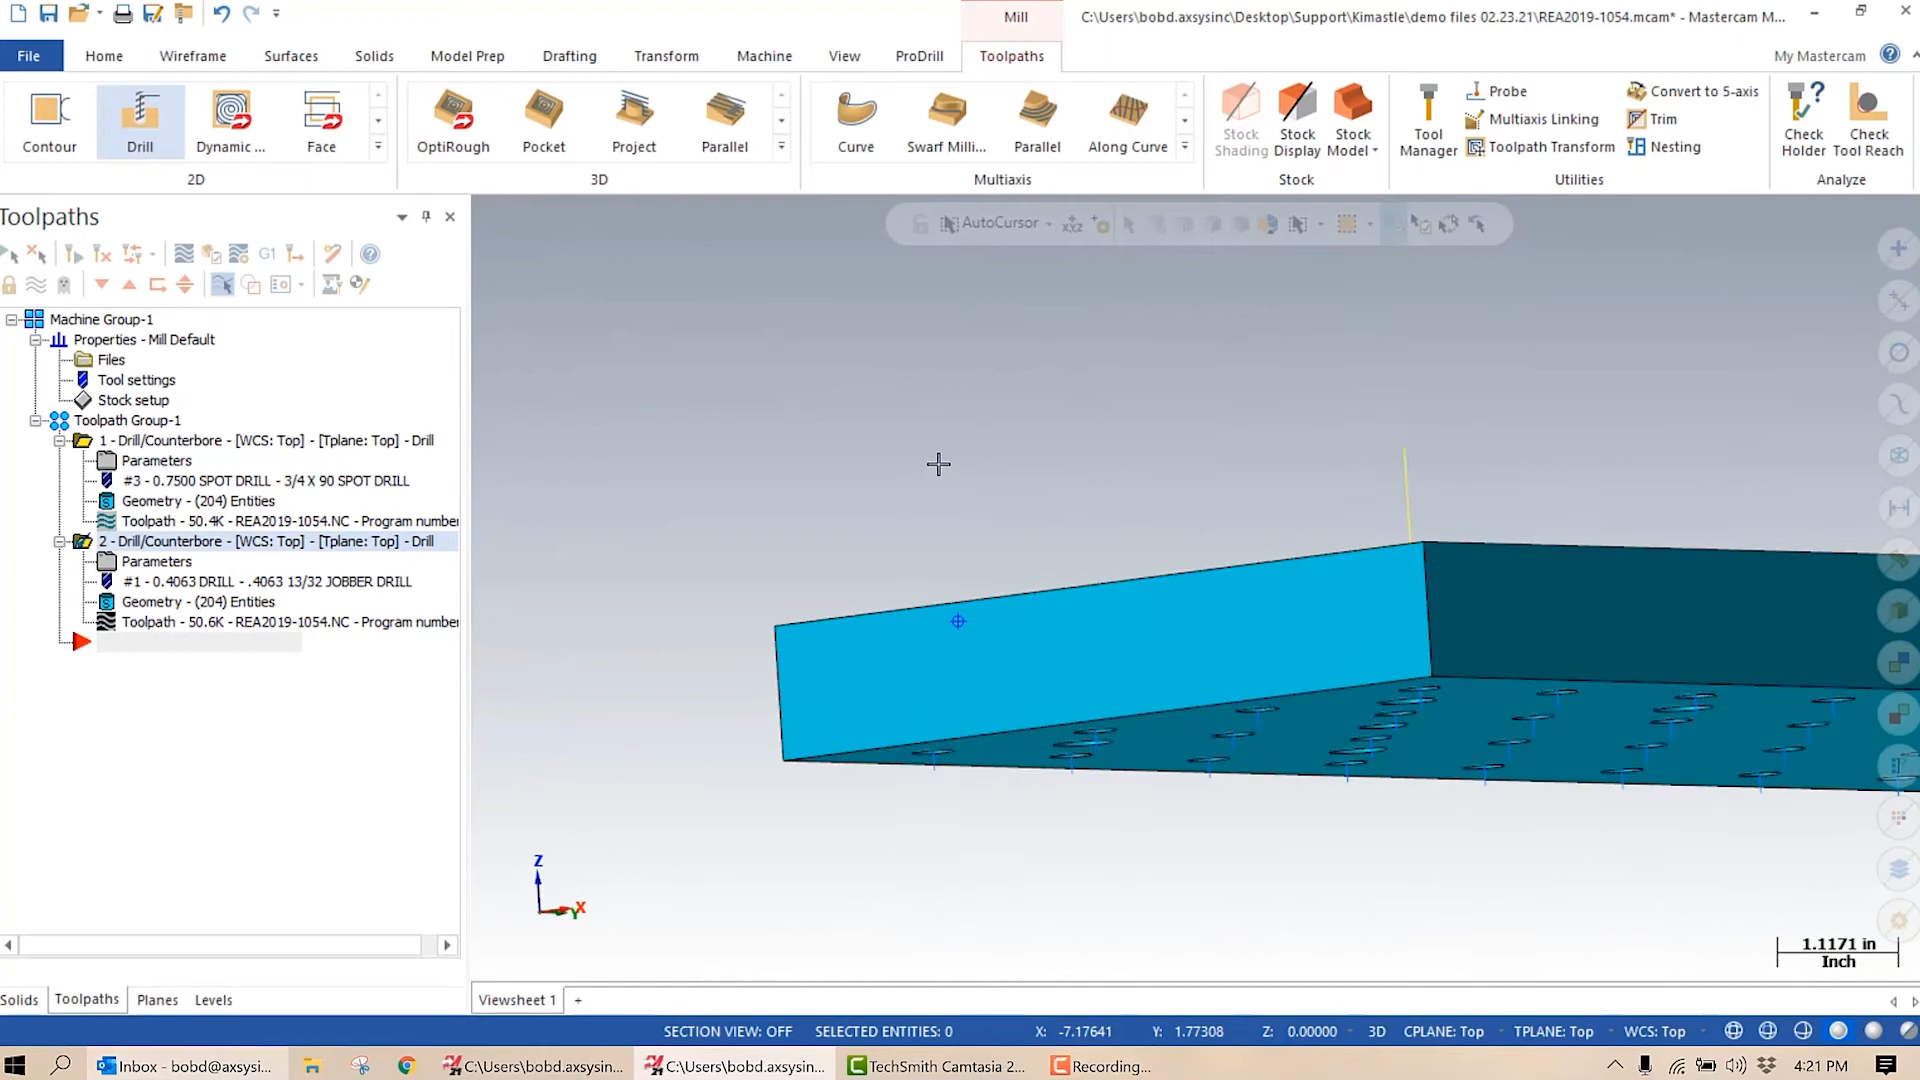 Mill
C:\Users\bobd.axsysinc\Desktop\Support\Kimastle\demo files 02.23.21\REA2019-1054.mcam* - Mastercam M...
File Home Wireframe Surfaces Solids Model Prep Drafting Transform Machine View ProDrill Toolpaths My Mastercam
Contour Drill Dynamic ... Face
2D
OptiRough Pocket Project Parallel
3D
Curve Swarf Milli... Parallel Along Curve
Multiaxis
Stock Shading Stock Display Stock Model
Stock
Tool Manager
Probe
Multiaxis Linking
Toolpath Transform
Convert to 5-axis
Trim
Nesting
Utilities
Check Holder Check Tool Reach
Analyze
Toolpaths
G1
AutoCursor
XYZ
Machine Group-1
Properties - Mill Default
Files
Tool settings
Stock setup
Toolpath Group-1
1 - Drill/Counterbore - [WCS: Top] - [Tplane: Top] - Drill
Parameters
#3 - 0.7500 SPOT DRILL - 3/4 X 90 SPOT DRILL
Geometry - (204) Entities
Toolpath - 50.4K - REA2019-1054.NC - Program number
2 - Drill/Counterbore - [WCS: Top] - [Tplane: Top] - Drill
Parameters
#1 - 0.4063 DRILL - .4063 13/32 JOBBER DRILL
Geometry - (204) Entities
Toolpath - 50.6K - REA2019-1054.NC - Program number
Z
X
Y
1.1171 in
Inch
Solids Toolpaths Planes Levels
Viewsheet 1 +
SECTION VIEW: OFF SELECTED ENTITIES: 0 X: -7.17641 Y: 1.77308 Z: 0.00000 3D CPLANE: Top TPLANE: Top WCS: Top
Inbox - bobd@axsysi... C:\Users\bobd.axsysin... C:\Users\bobd.axsysin... TechSmith Camtasia 2... Recording... 4:21 PM